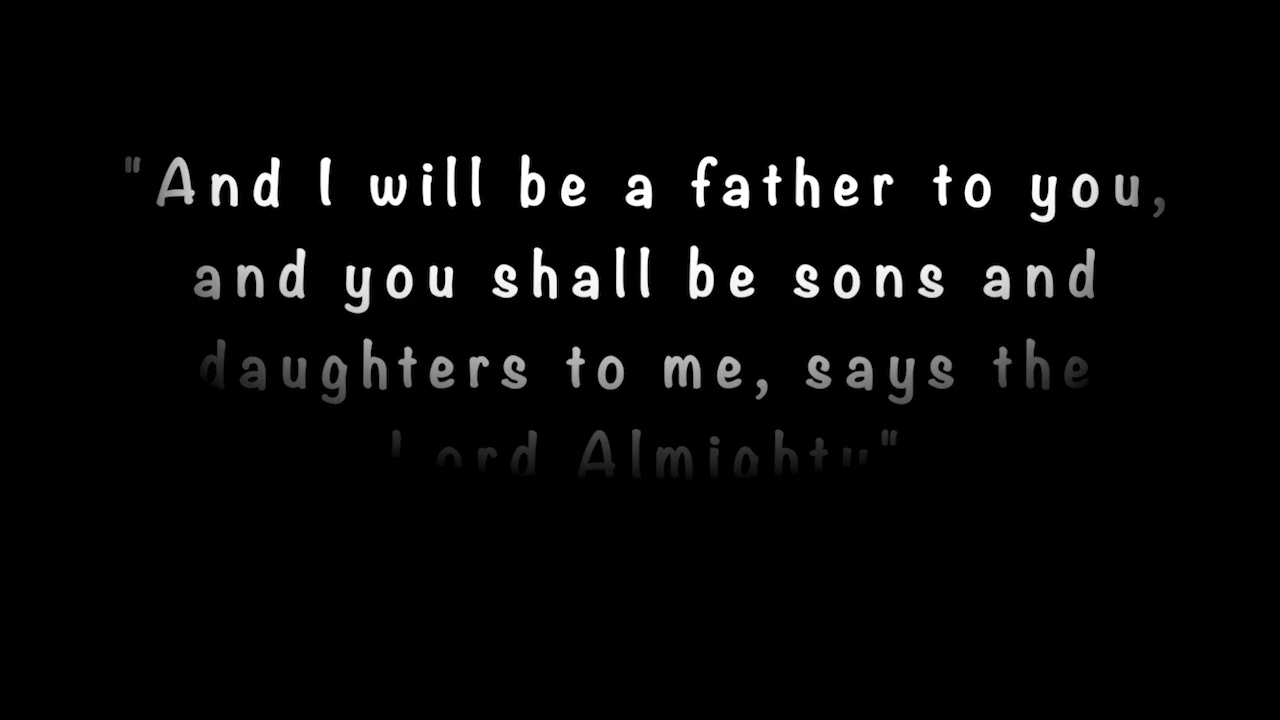 "And I will be a father to you,
and you shall be sons and
daughters to me, says the
Lord Almighty"